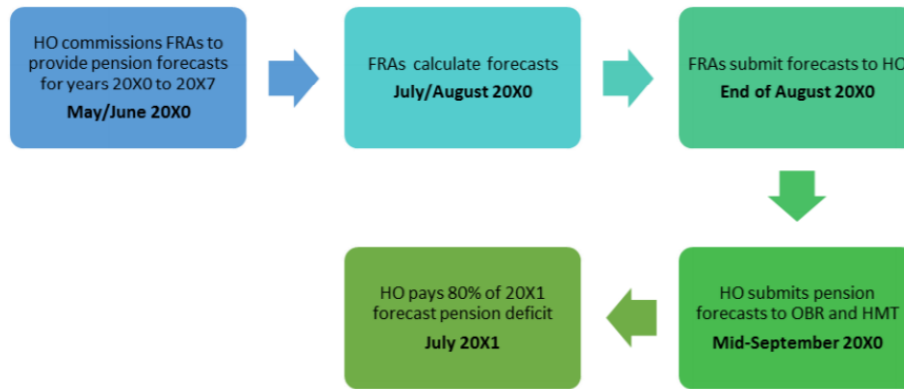 HO commissions FRAs to
provide pension forecasts
for years 20X0 to 20X7
May/June 20X0
FRAs calculate forecasts
July/August 20X0
FRAs submit forecasts to HO
End of August 20X0
HO submits pension
forecasts to OBR and HMT
Mid-September 20X0
HO pays 80% of 20X1
forecast pension deficit
July 20X1